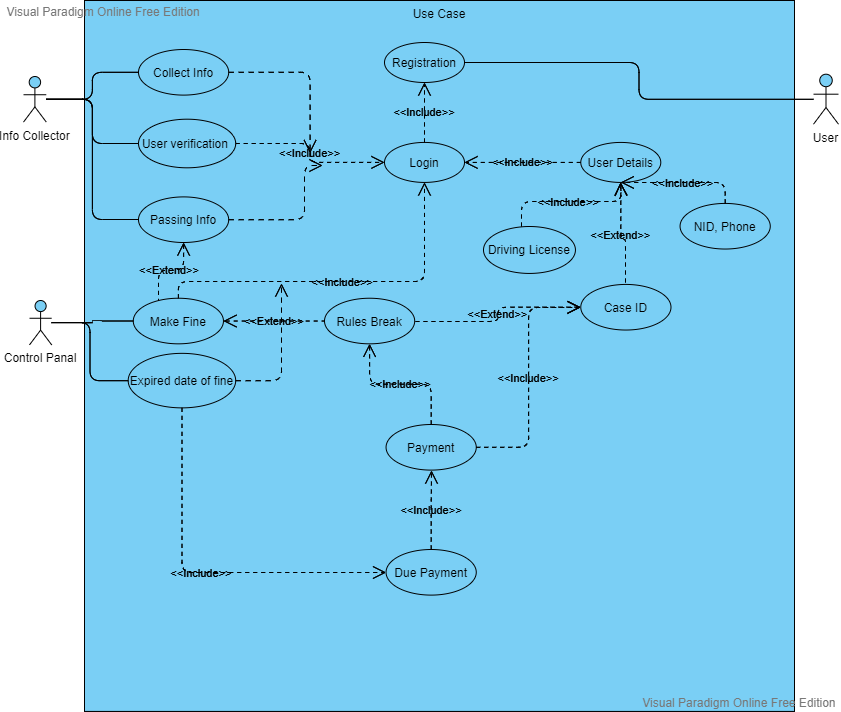 Visual Paradigm Online Free Edition
Use Case
Collect Info
Registration
Info Collector
User
<<Include>>
User verification
<<Include>>
Login
<<Include>>
User Details
<<Include>>
Passing Info
<<Include>>
NID, Phone
<<Extend>>
Driving License
<<Extend>>
<<Include>>
Make Fine
<<Extend>>
Rules Break
<<Extend>>
Case ID
Control Panal
Expired date of fine
<<Include>>
<<Include>>
Payment
<<Include>>
<<Include>>
Due Payment
Visual Paradigm Online Free Edition